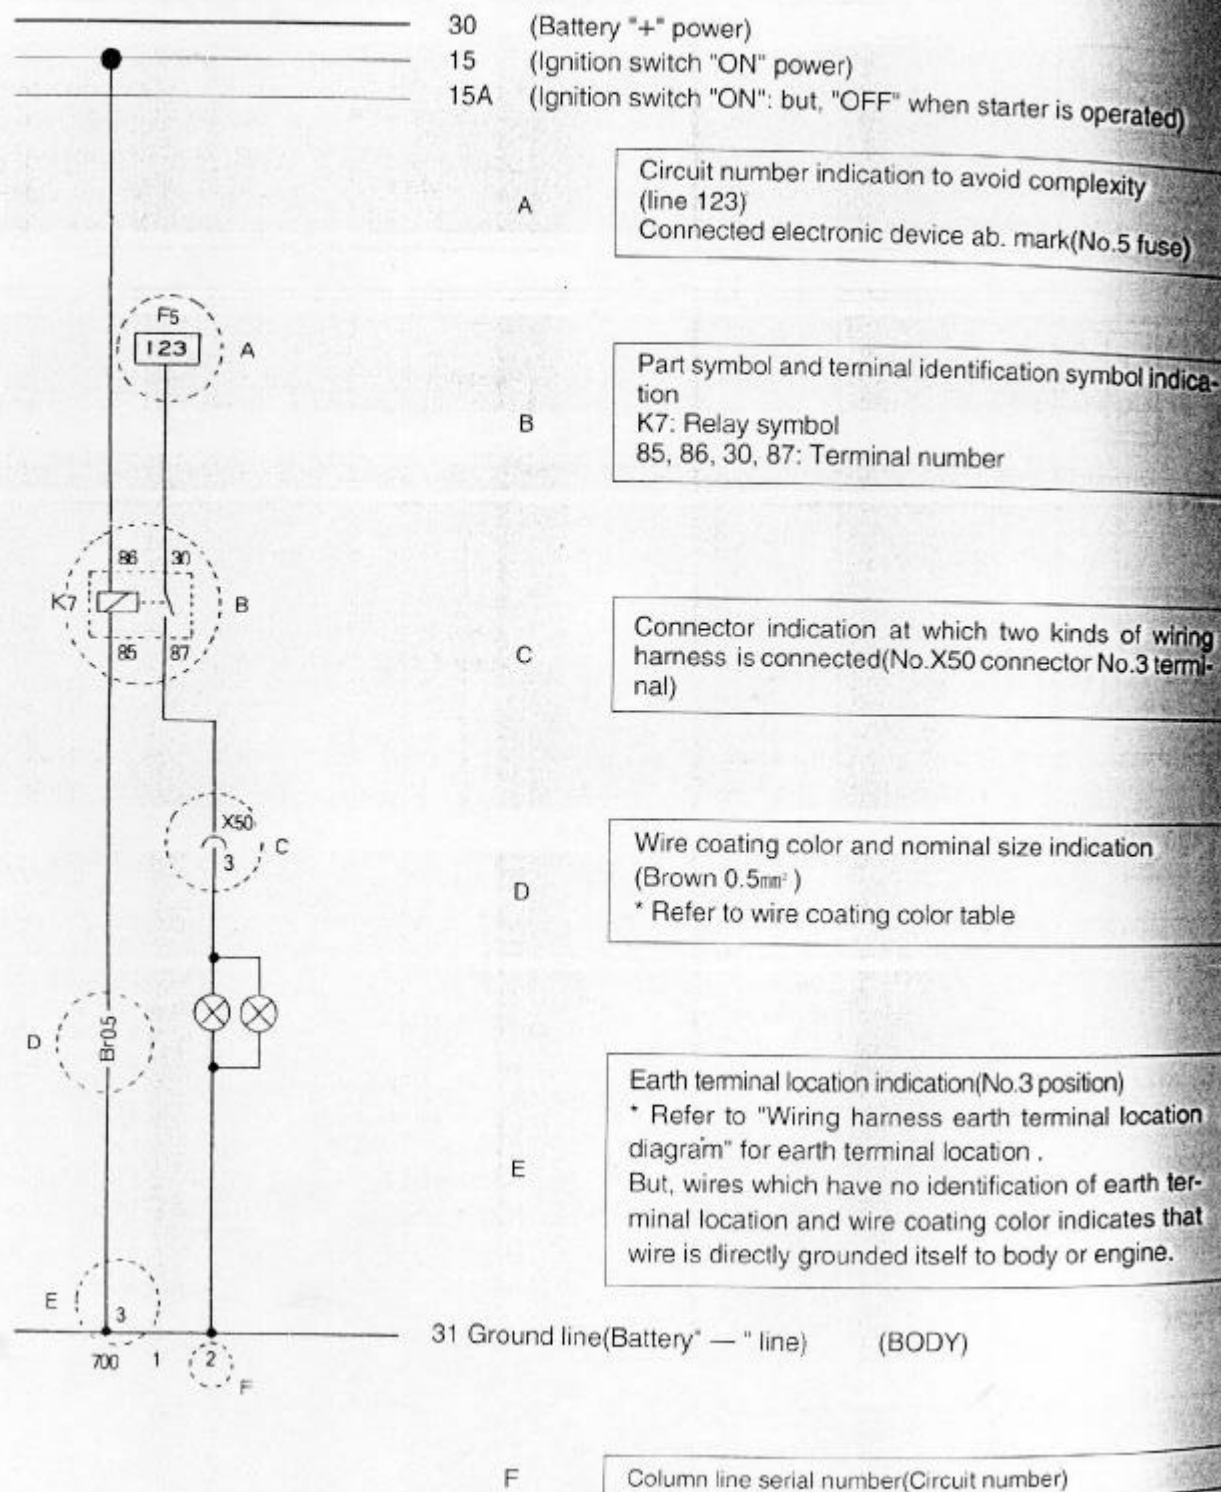 30 (Battery "+" power)
15 (Ignition switch "ON" power)
15A (Ignition switch "ON": but, "OFF" when starter is operated)
A
Circuit number indication to avoid complexity
(line 123)
Connected electronic device ab. mark(No.5 fuse)
F5
123
A
B
Part symbol and terninal identification symbol indica-
tion
K7: Relay symbol
85, 86, 30, 87: Terminal number
86 30
K7
B
85 87
C
Connector indication at which two kinds of wiring
harness is connected(No.X50 connector No.3 termi-
nal)
X50
3
C
D
Wire coating color and nominal size indication
(Brown 0.5mm²)
* Refer to wire coating color table
D
Br0.5
E
Earth terminal location indication(No.3 position)
* Refer to "Wiring harness earth terminal location
diagram" for earth terminal location .
But, wires which have no identification of earth ter-
minal location and wire coating color indicates that
wire is directly grounded itself to body or engine.
E
3
31 Ground line(Battery" — " line) (BODY)
700 1 2
F
F
Column line serial number(Circuit number)